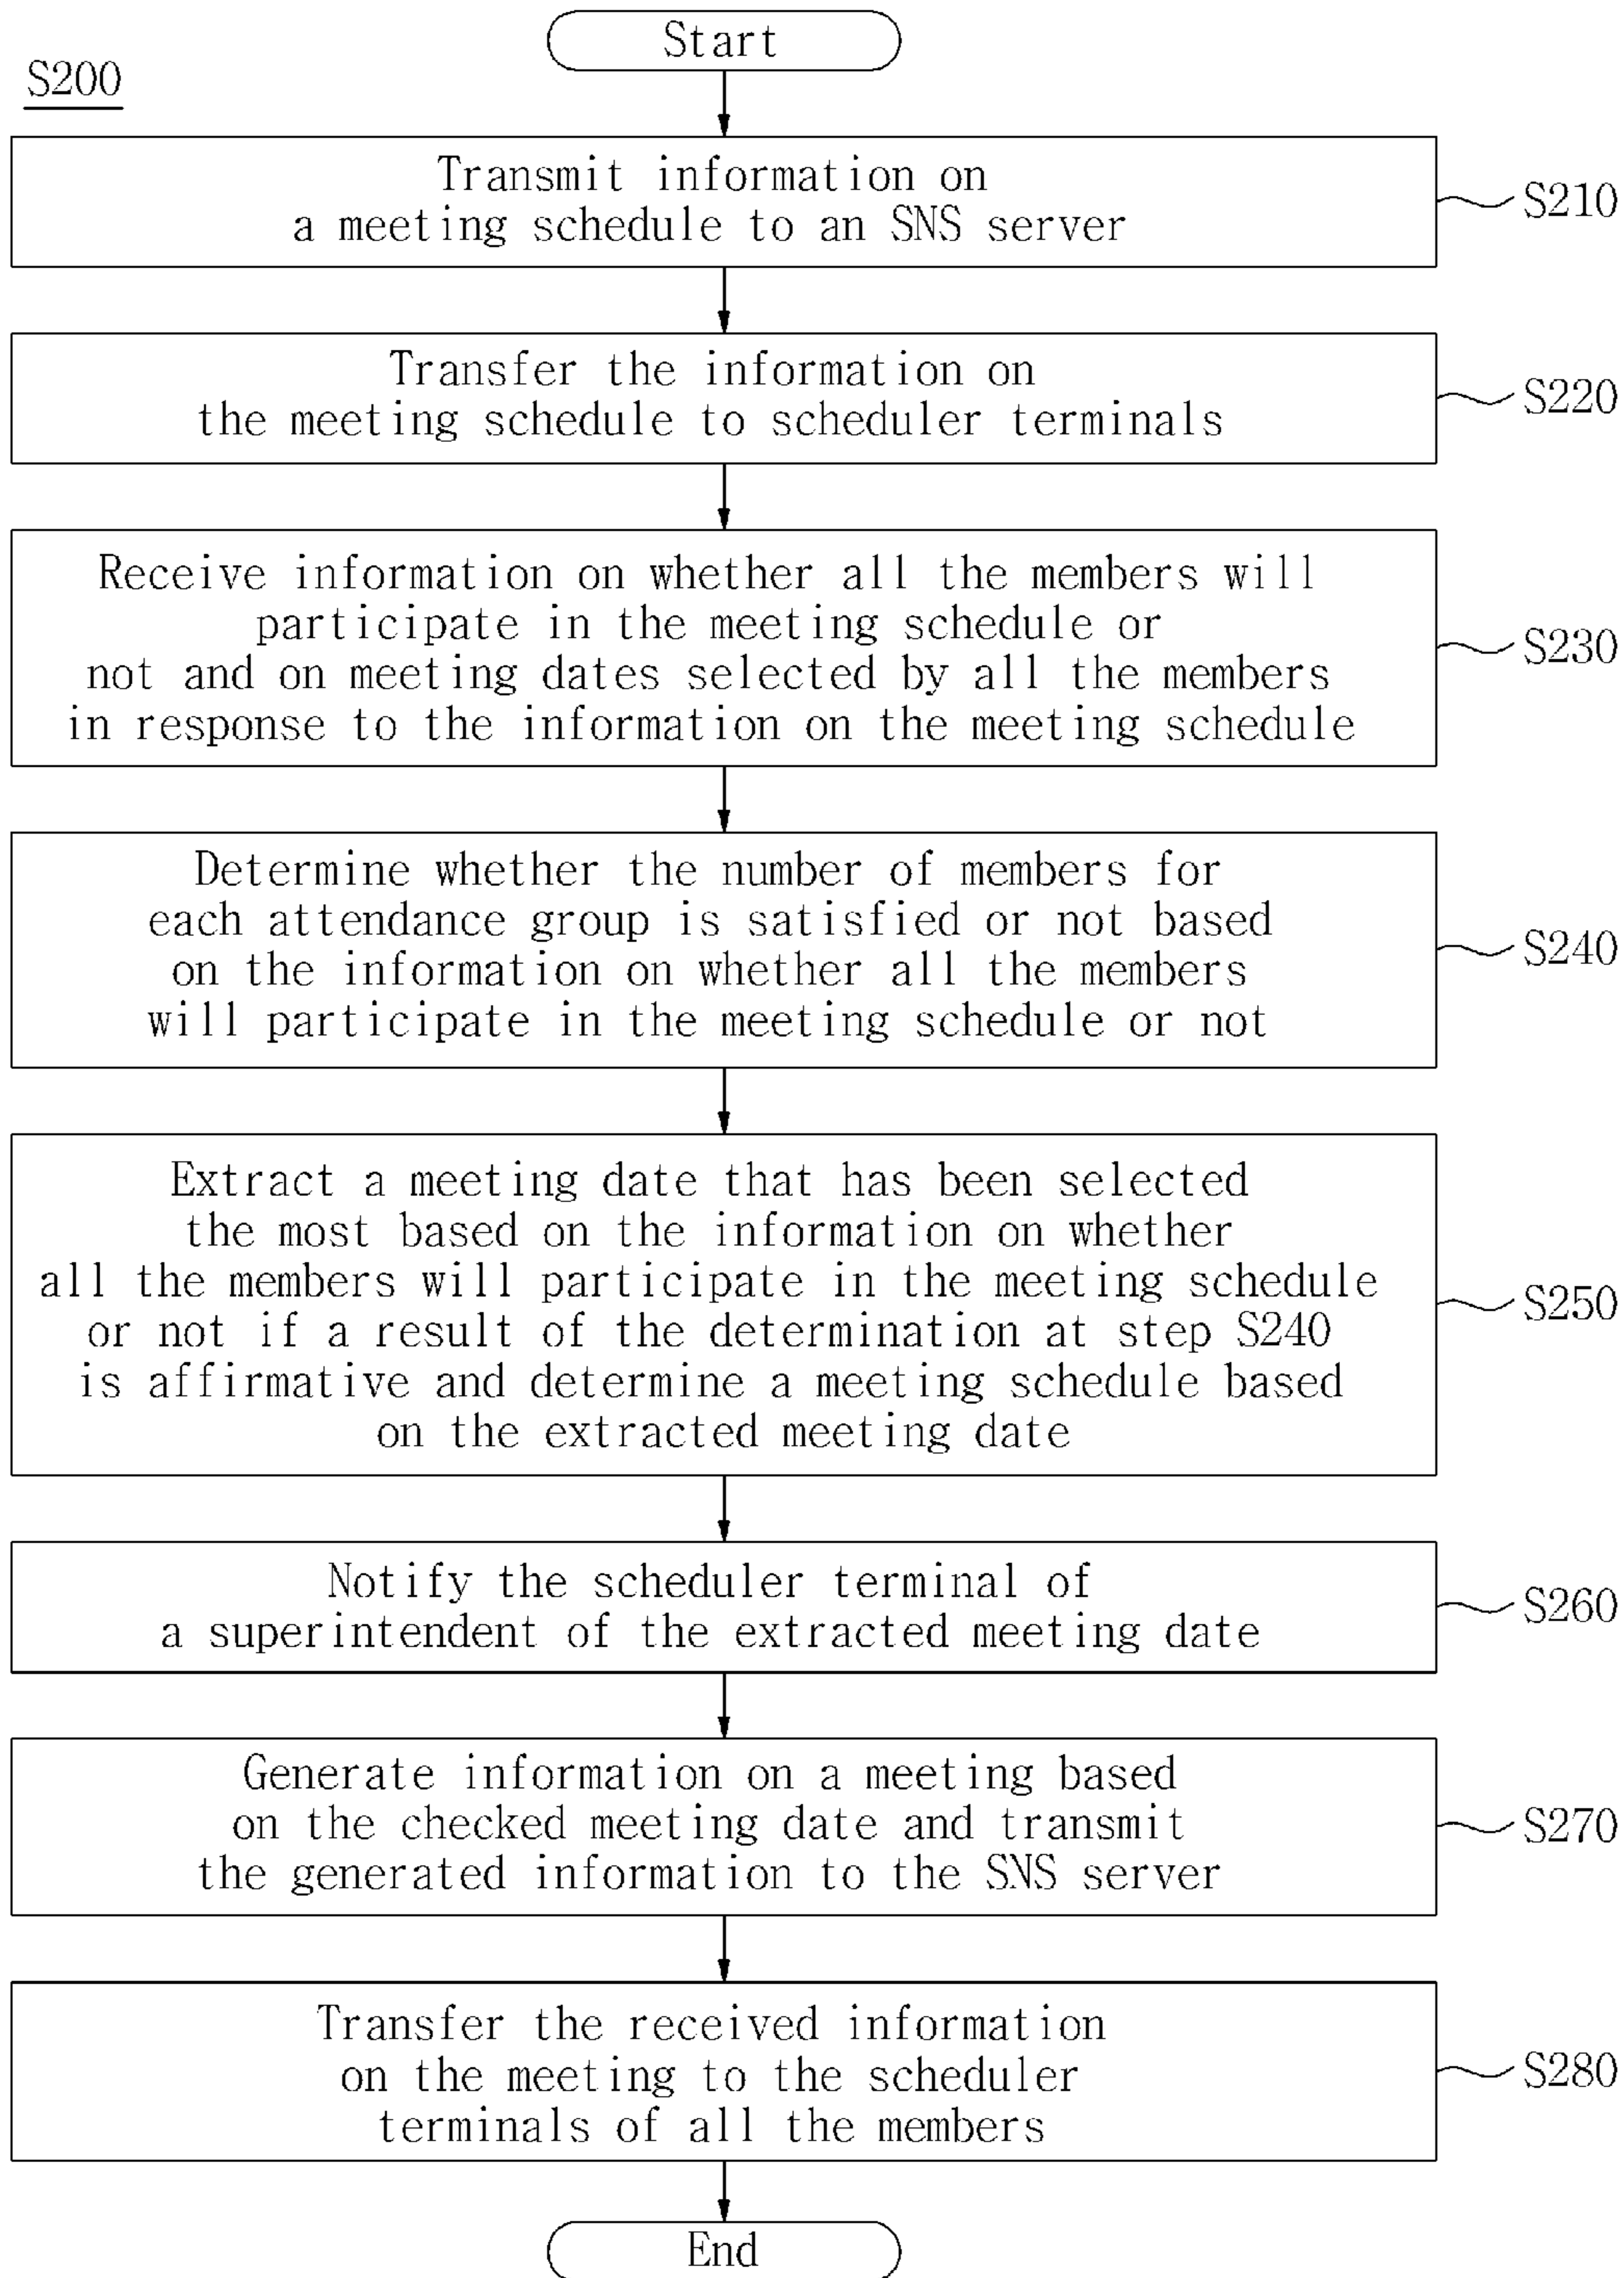 Start
S200
Transmit information on
a meeting schedule to an SNS server
S210
Transfer the information on
the meeting schedule to scheduler terminals
S220
Receive information on whether all the members will
participate in the meeting schedule or
not and on meeting dates selected by all the members
in response to the information on the meeting schedule
S230
Determine whether the number of members for
each attendance group is satisfied or not based
on the information on whether all the members
will participate in the meeting schedule or not
S240
Extract a meeting date that has been selected
the most based on the information on whether
all the members will participate in the meeting schedule
or not if a result of the determination at step S240
is affirmative and determine a meeting schedule based
on the extracted meeting date
S250
Notify the scheduler terminal of
a superintendent of the extracted meeting date
S260
Generate information on a meeting based
on the checked meeting date and transmit
the generated information to the SNS server
S270
Transfer the received information
on the meeting to the scheduler
terminals of all the members
S280
End